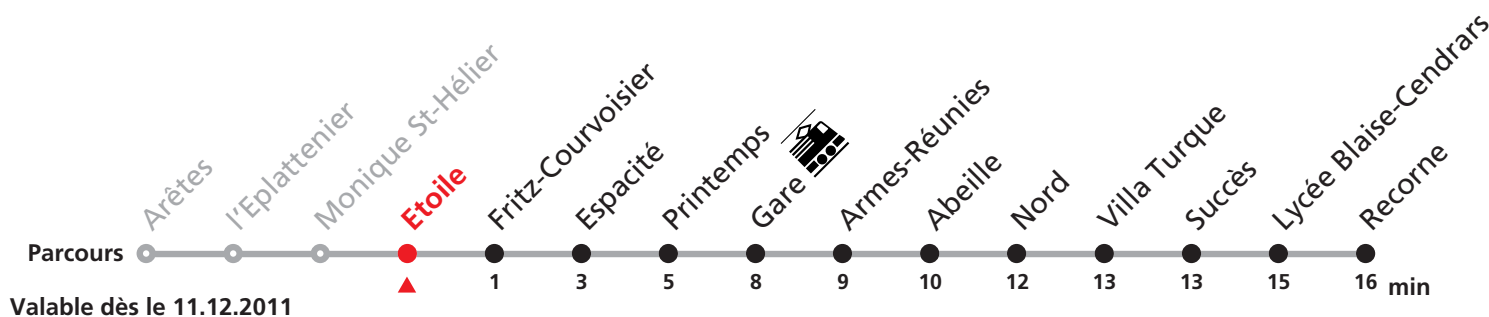 Arêtes
l'Eplattenier
Monique St-Hélier
Etoile
Fritz-Courvoisier
Espacité
Printemps
Gare
Armes-Réunies
Abeille
Nord
Villa Turque
Succès
Lycée Blaise-Cendrars
Recorne
Parcours
1 3 5 8 9 10 12 13 13 15 16 min
Valable dès le 11.12.2011